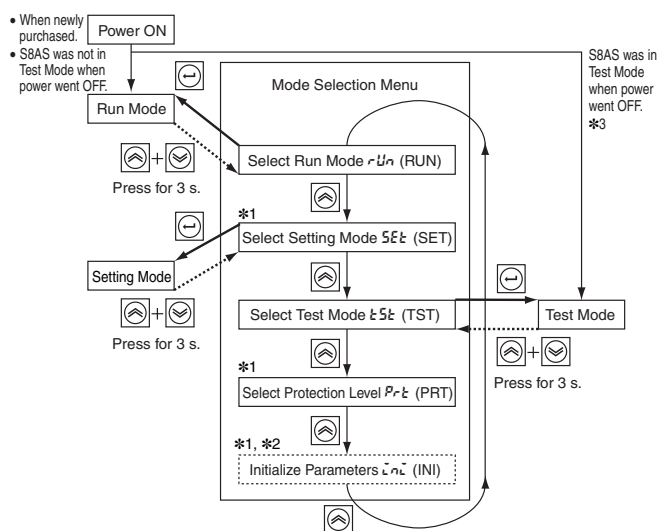 • When newly
purchased.
• S8AS was not in
Test Mode when
power went OFF.
Power ON
S8AS was in
Test Mode
when power
went OFF.
✱3
Mode Selection Menu
Run Mode
Select Run Mode rUn (RUN)
+
Press for 3 s.
✱1
Select Setting Mode SEt (SET)
Setting Mode
+
Press for 3 s.
Select Test Mode tSt (TST)
Test Mode
+
Press for 3 s.
✱1
Select Protection Level Prt (PRT)
✱1, ✱2
Initialize Parameters ini (INI)